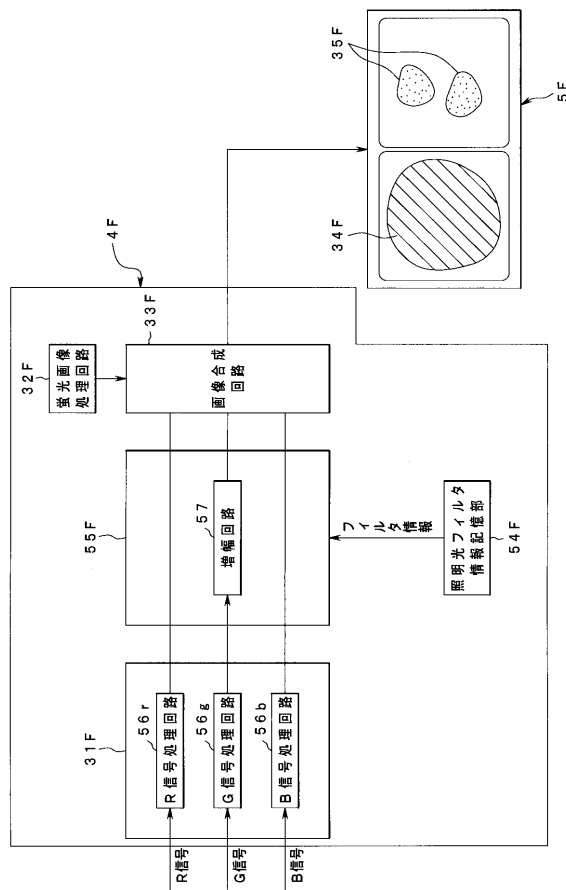 4F
31F
R信号
G信号
B信号
R信号処理回路
56r
G信号処理回路
56g
B信号処理回路
56b
55F
増幅回路
57
フィルタ情報
照明光フィルタ
情報記憶部
54F
蛍光画像
処理回路
32F
33F
画像合成
回路
34F
35F
5F